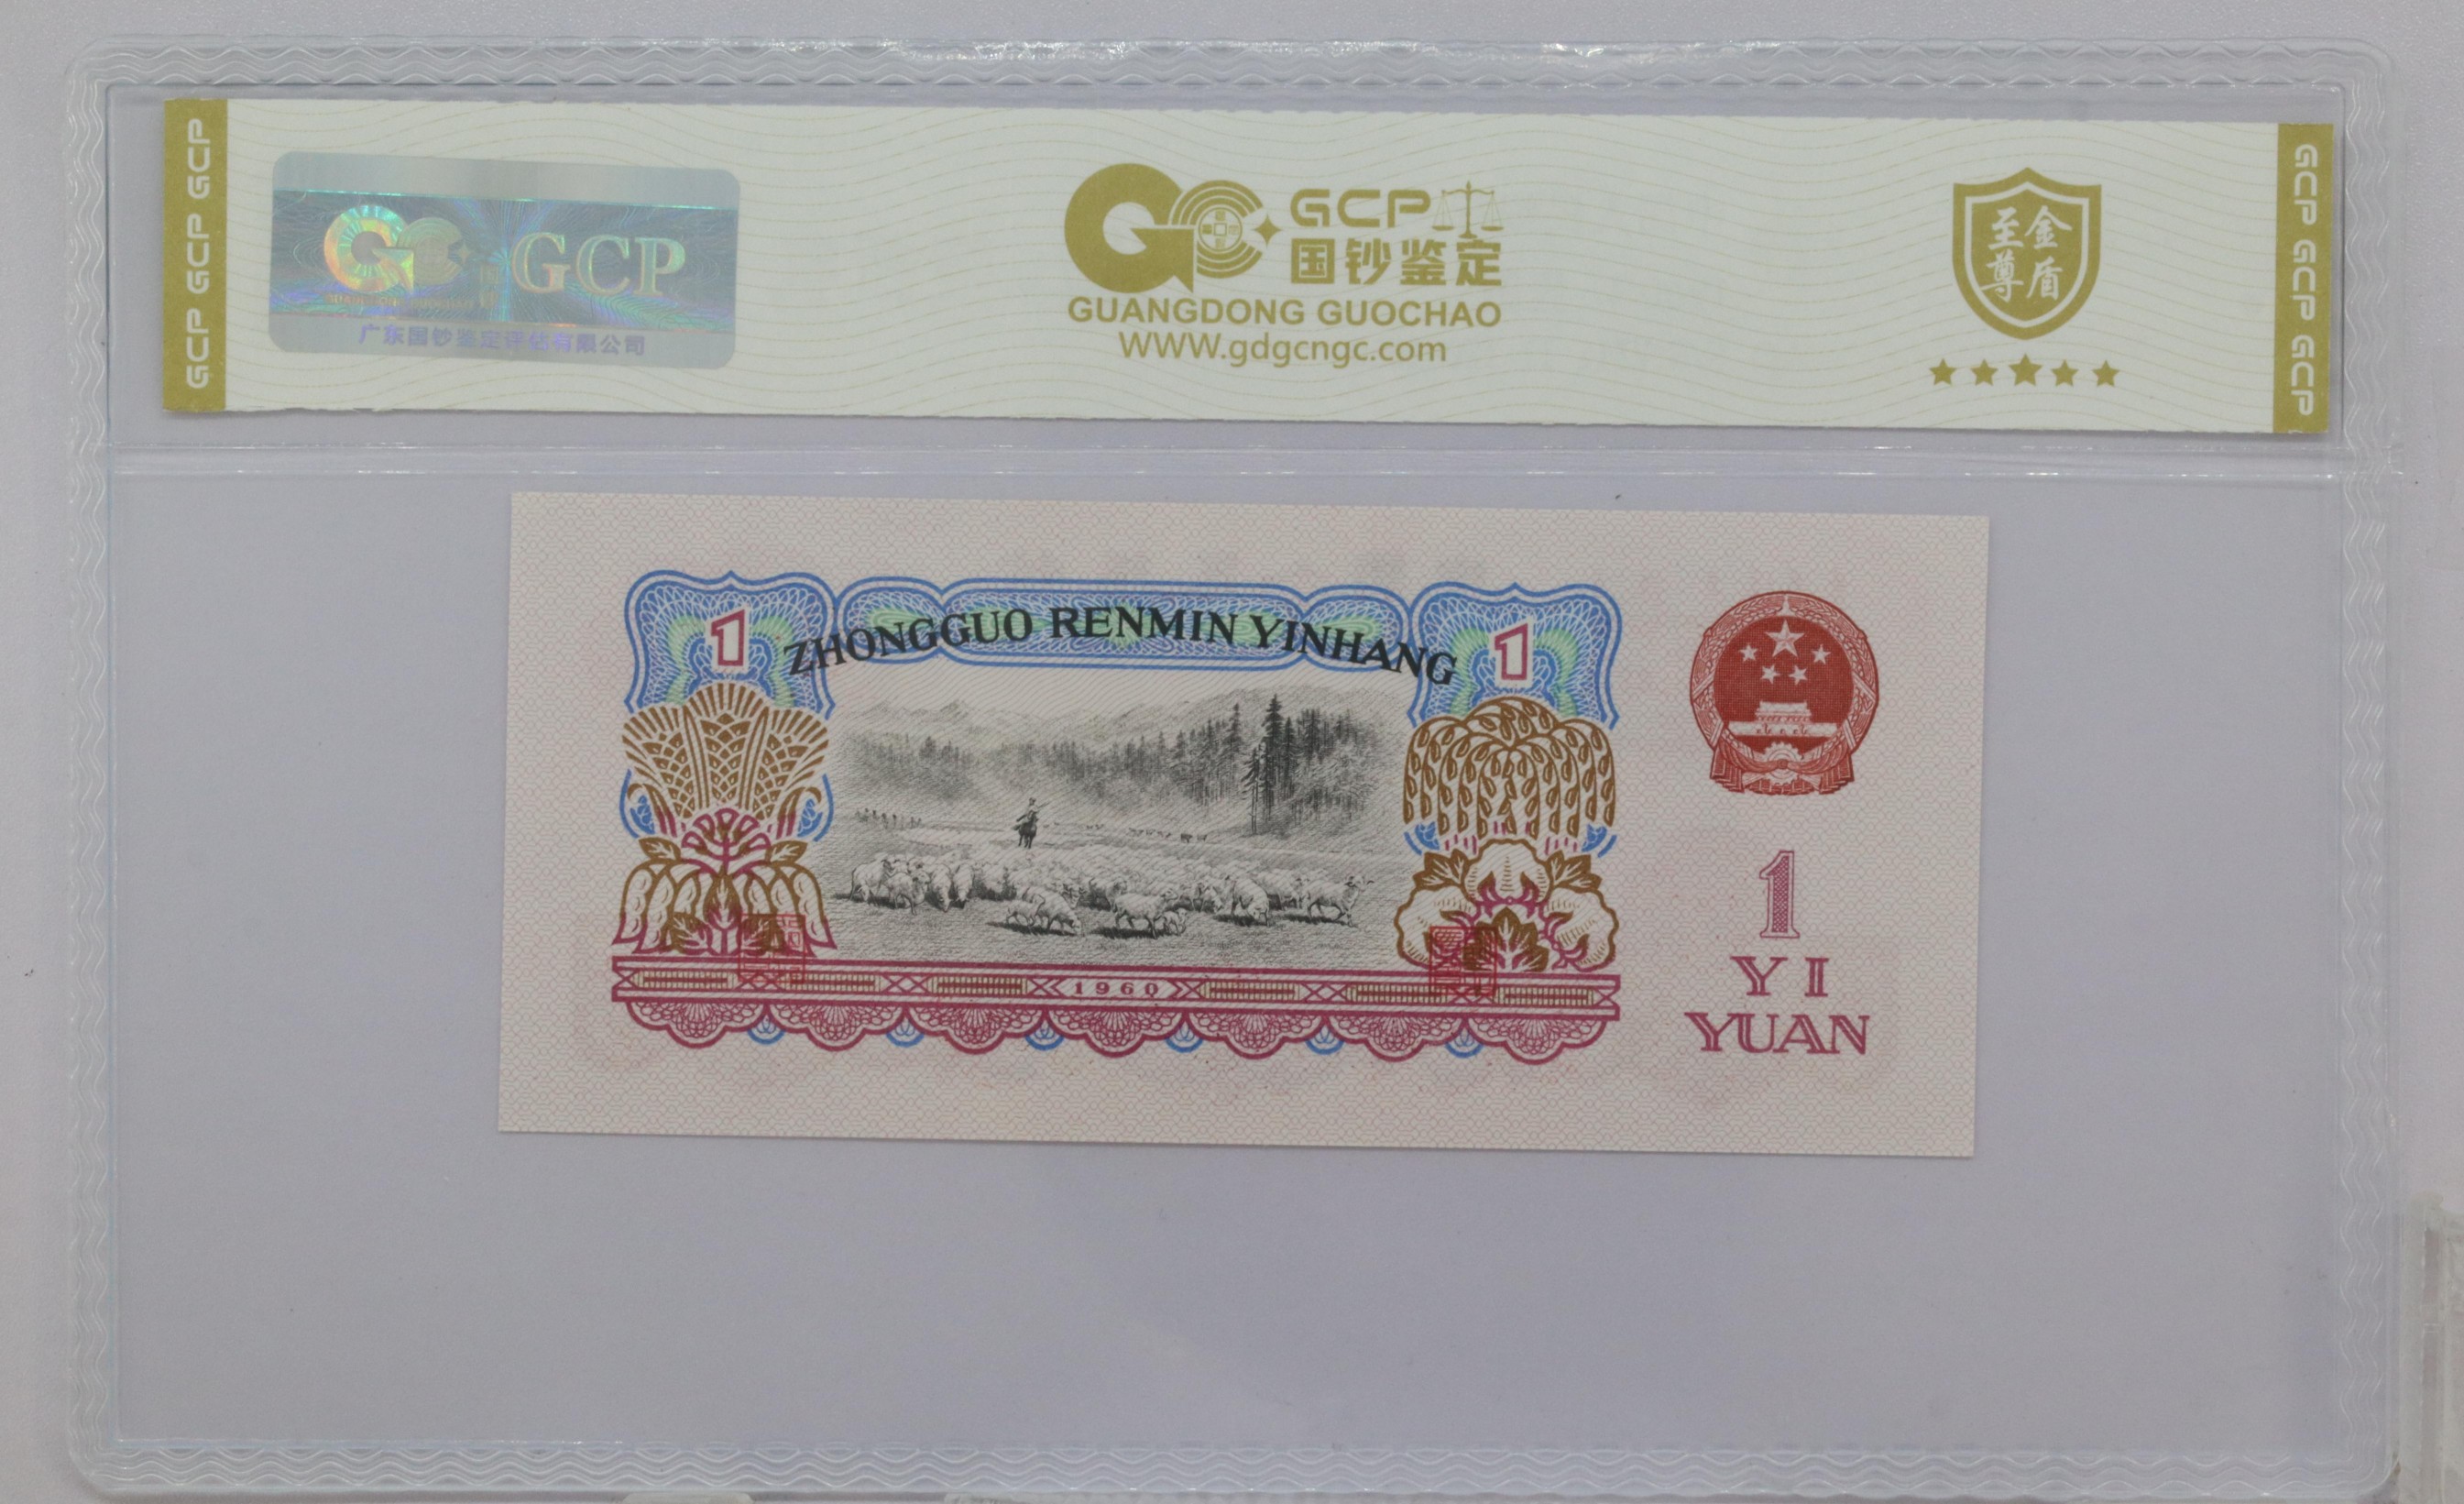 GCP GCP GCP
GCP
广东国钞鉴定评估有限公司
GCP
国钞鉴定
GUANGDONG GUOCHAO
WWW.gdgcngc.com
至尊
金盾
GCP GCP GCP GCP
1
ZHONGGUO RENMIN YINHANG
1
1960
1
YI
YUAN